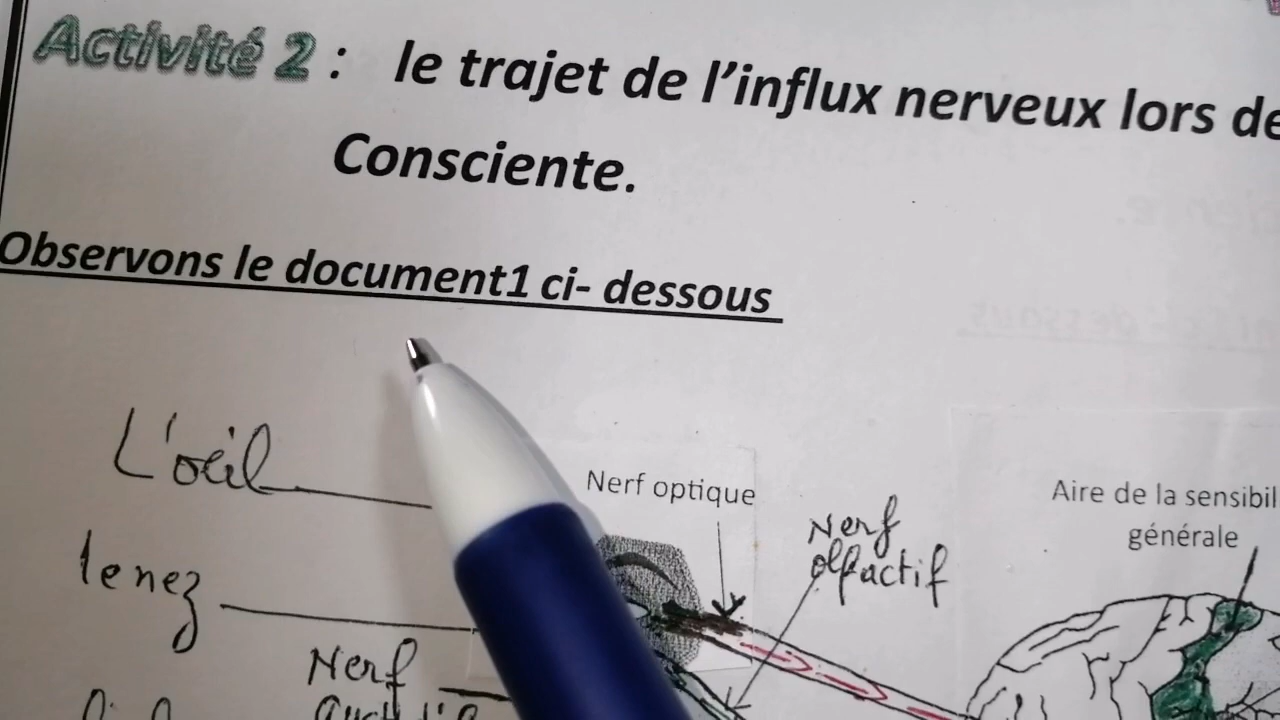 Activité 2 : le trajet de l'influx nerveux lors de
Consciente.
Observons le document1 ci- dessous
L'oeil
Nerf optique
Nerf
olfactif
Aire de la sensibil
générale
le nez
Nerf